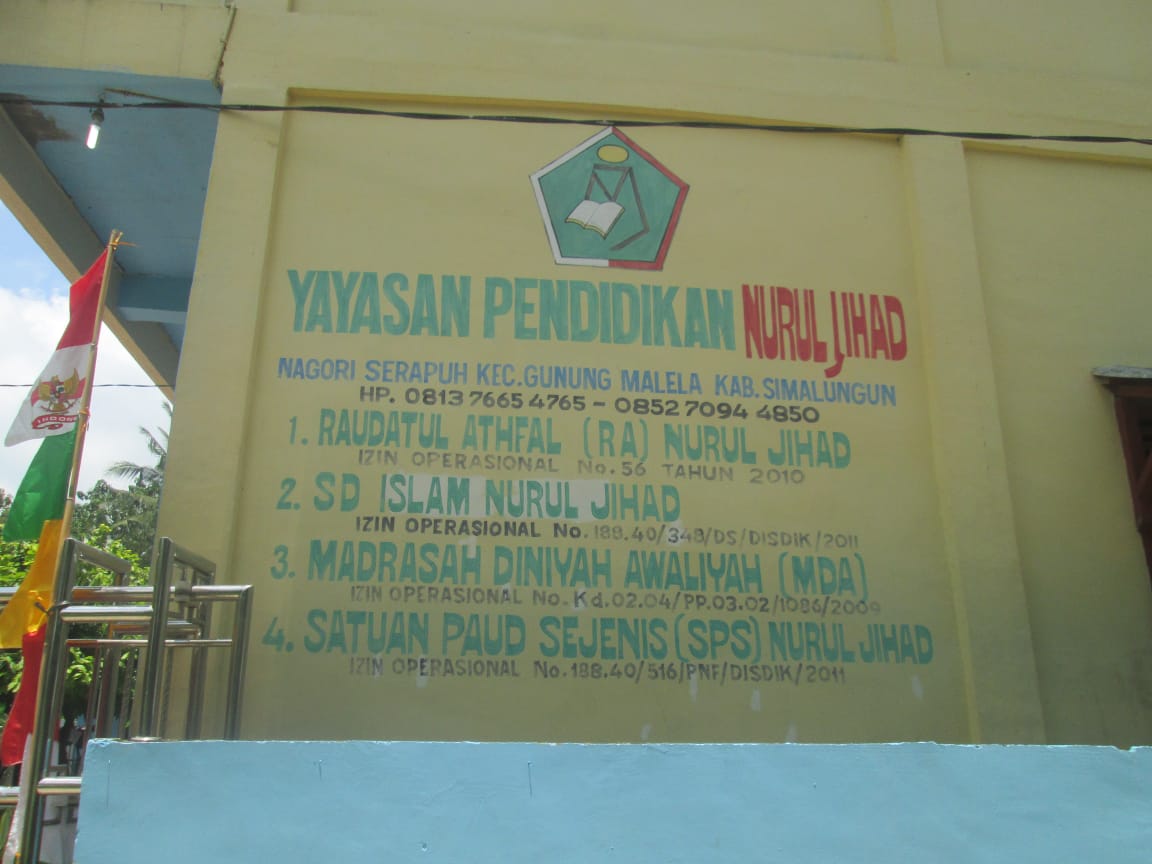 YAYASAN PENDIDIKAN NURUL JIHAD
NAGORI SERAPUH KEC.GUNUNG MALELA KAB.SIMALUNGUN
HP. 0813 7665 4765 - 0852 7094 4850
1. RAUDATUL ATHFAL (RA) NURUL JIHAD
IZIN OPERASIONAL No.56 TAHUN 2010
2. SD ISLAM NURUL JIHAD
IZIN OPERASIONAL No.188.40/348/DS/DISDIK/2011
3. MADRASAH DINIYAH AWALIYAH (MDA)
IZIN OPERASIONAL No.Kd.02.04/PP.03.02/1086/2009
4. SATUAN PAUD SEJENIS(SPS) NURUL JIHAD
IZIN OPERASIONAL No.188.40/516/PNF/DISDIK/2011